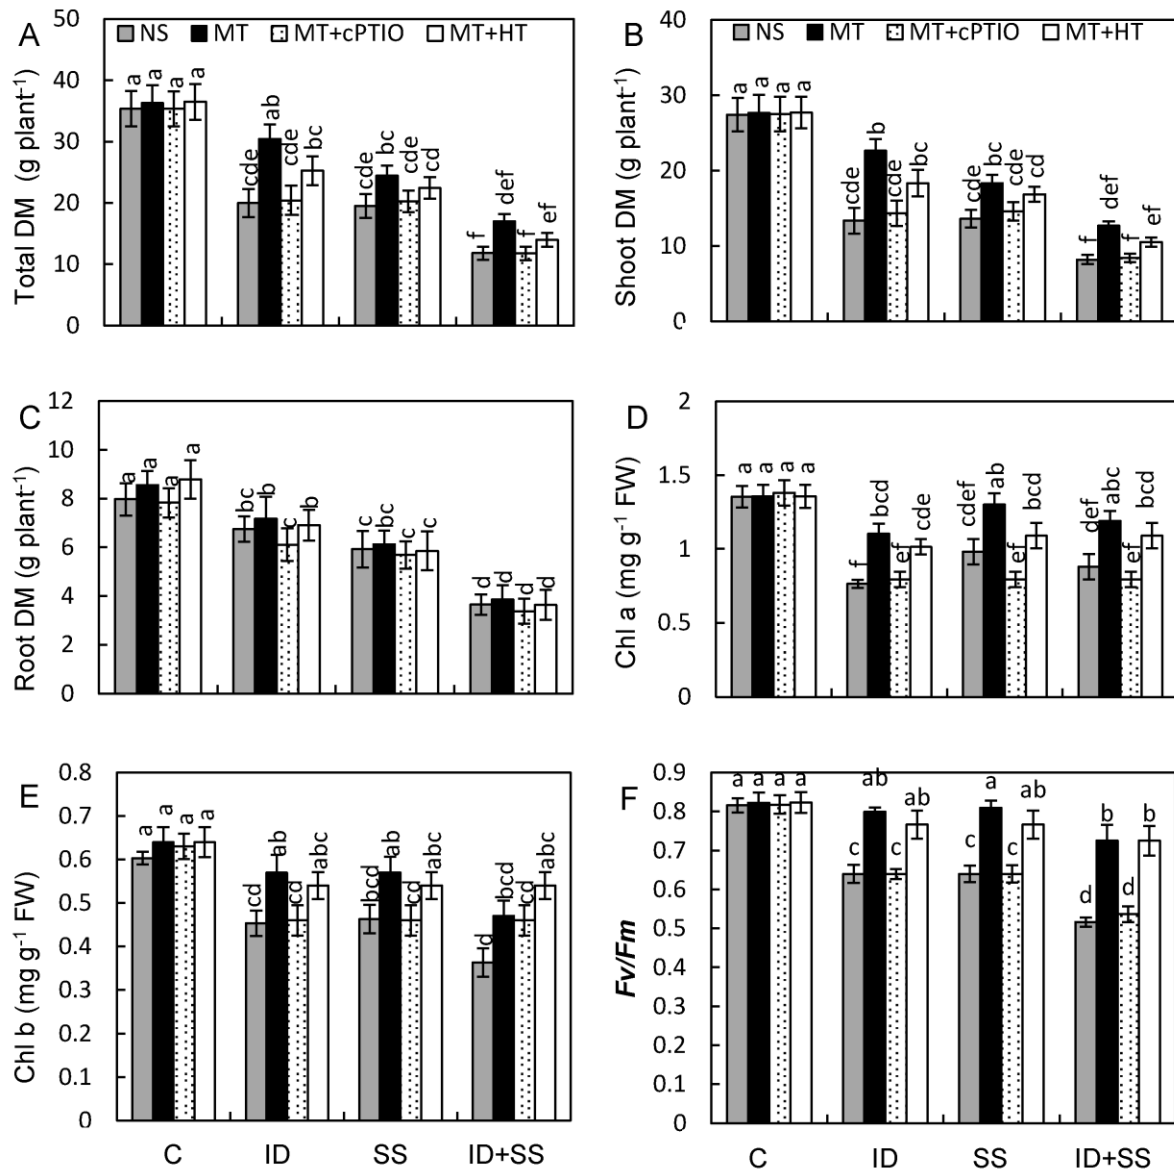 A
NS MT MT+cPTIO MT+HT
Total DM (g plant⁻¹)
50
40
30
20
10
0
a a a a
cde ab cde bc
cde bc cde cd
f def f ef
B
NS MT MT+cPTIO MT+HT
Shoot DM (g plant⁻¹)
40
30
20
10
0
a a a a
cde b cde bc
cde bc cde cd
f def f ef
C
Root DM (g plant⁻¹)
12
10
8
6
4
2
0
a a a a
bc b c b
c bc c c
d d d d
D
Chl a (mg g⁻¹ FW)
2
1.5
1
0.5
0
a a a a
f bcd ef cde
cdef ab ef bcd
def abc ef bcd
E
Chl b (mg g⁻¹ FW)
0.8
0.7
0.6
0.5
0.4
0.3
0.2
0.1
0
a a a a
cd ab cd abc
bcd ab cd abc
d bcd cd abc
C ID SS ID+SS
F
Fv/Fm
0.9
0.8
0.7
0.6
0.5
0.4
0.3
0.2
0.1
0
a a a a
c ab c ab
c a c ab
d b d b
C ID SS ID+SS